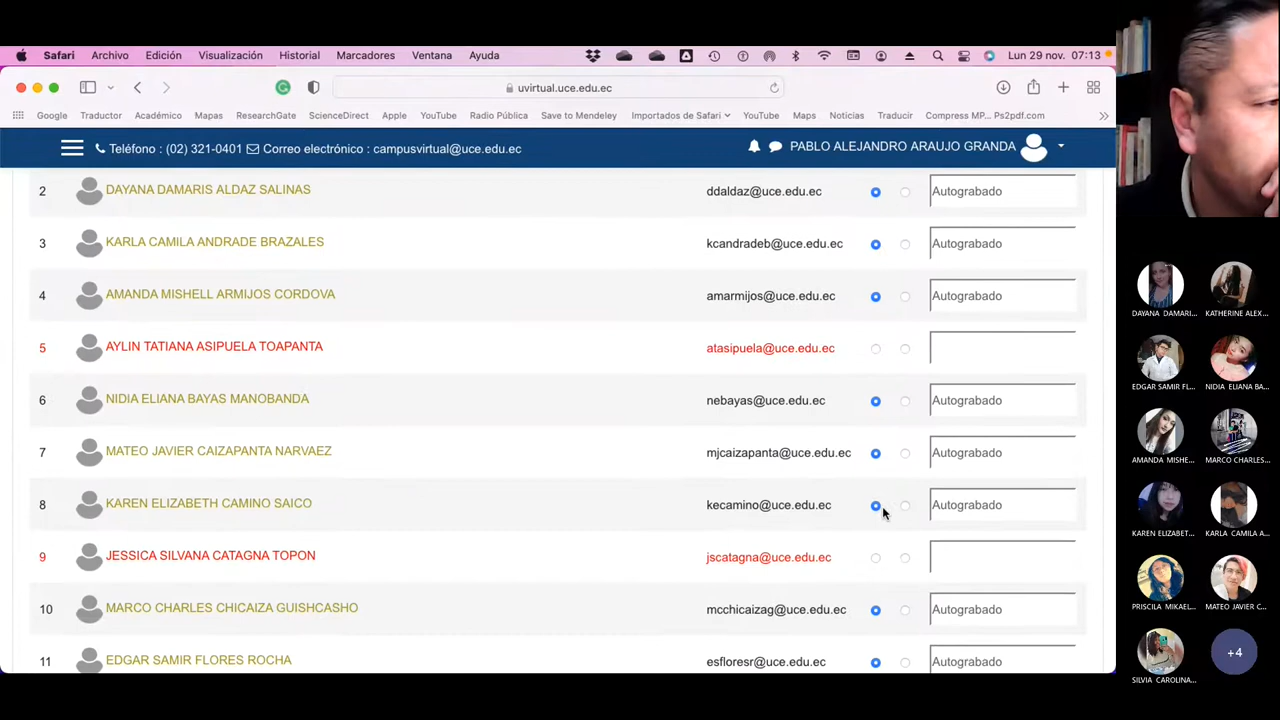 Safari Archivo Edición Visualización Historial Marcadores Ventana Ayuda Lun 29 nov. 07:13
uvirtual.uce.edu.ec
Google Traductor Académico Mapas ResearchGate ScienceDirect Apple YouTube Radio Pública Save to Mendeley Importados de Safari YouTube Maps Noticias Traducir Compress MP... Ps2pdf.com
Teléfono : (02) 321-0401 Correo electrónico : campusvirtual@uce.edu.ec PABLO ALEJANDRO ARAUJO GRANDA
2 DAYANA DAMARIS ALDAZ SALINAS ddaldaz@uce.edu.ec Autograbado
3 KARLA CAMILA ANDRADE BRAZALES kcandradeb@uce.edu.ec Autograbado
4 AMANDA MISHELL ARMIJOS CORDOVA amarmijos@uce.edu.ec Autograbado
5 AYLIN TATIANA ASIPUELA TOAPANTA atasipuela@uce.edu.ec
6 NIDIA ELIANA BAYAS MANOBANDA nebayas@uce.edu.ec Autograbado
7 MATEO JAVIER CAIZAPANTA NARVAEZ mjcaizapanta@uce.edu.ec Autograbado
8 KAREN ELIZABETH CAMINO SAICO kecamino@uce.edu.ec Autograbado
9 JESSICA SILVANA CATAGNA TOPON jscatagna@uce.edu.ec
10 MARCO CHARLES CHICAIZA GUISHCASHO mcchicaizag@uce.edu.ec Autograbado
11 EDGAR SAMIR FLORES ROCHA esfloresr@uce.edu.ec Autograbado
DAYANA DAMARI... KATHERINE ALEX...
EDGAR SAMIR FL... NIDIA ELIANA BA...
AMANDA MISHE... MARCO CHARLES...
KAREN ELIZABET... KARLA CAMILA A...
PRISCILA MIKAEL... MATEO JAVIER C...
SILVIA CAROLINA... +4